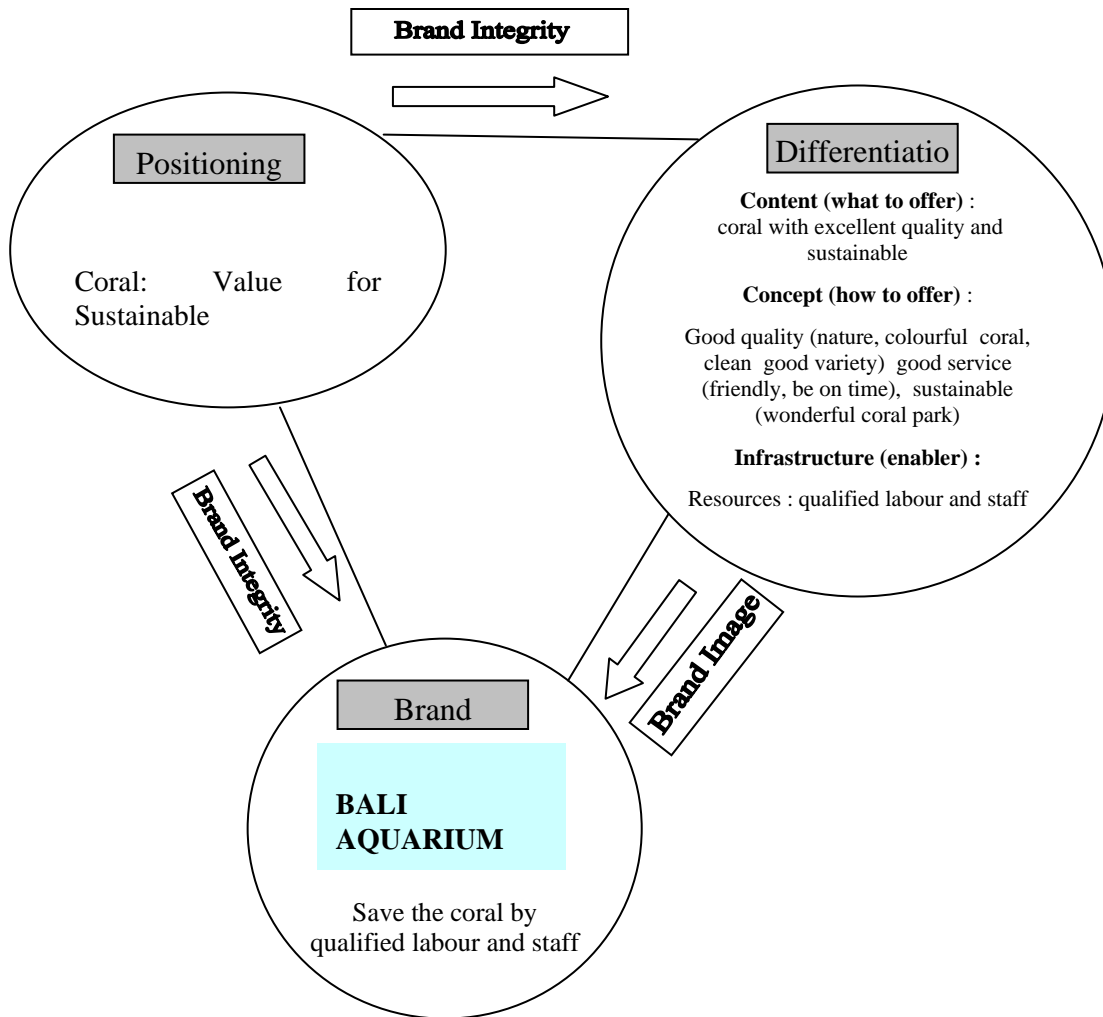 Brand Integrity
Positioning
Coral: Value for
Sustainable
Differentiatio
Content (what to offer) :
coral with excellent quality and
sustainable
Concept (how to offer) :
Good quality (nature, colourful coral,
clean good variety) good service
(friendly, be on time), sustainable
(wonderful coral park)
Infrastructure (enabler) :
Resources : qualified labour and staff
Brand Integrity
Brand Image
Brand
BALI
AQUARIUM
Save the coral by
qualified labour and staff